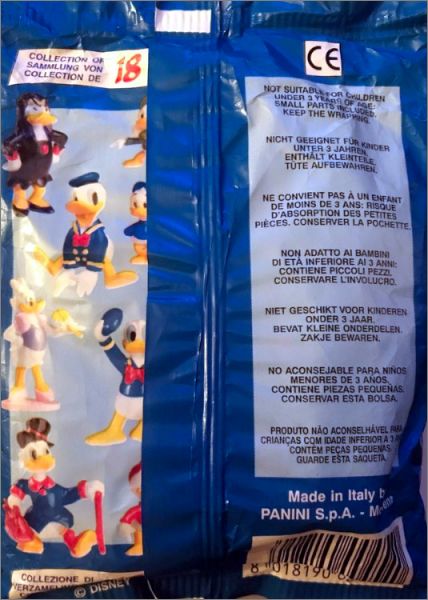 COLLECTION OF
SAMMLUNG VON
COLLECTION DE
18
CE
NOT SUITABLE FOR CHILDREN
UNDER 3 YEARS OF AGE:
SMALL PARTS INCLUDED.
KEEP THE WRAPPING.
NICHT GEEIGNET FÜR KINDER
UNTER 3 JAHREN.
ENTHÄLT KLEINTEILE,
TÜTE AUFBEWAHREN.
NE CONVIENT PAS À UN ENFANT
DE MOINS DE 3 ANS: RISQUE
D'ABSORPTION DES PETITES
PIÈCES. CONSERVER LA POCHETTE.
NON ADATTO AI BAMBINI
DI ETÀ INFERIORE AI 3 ANNI:
CONTIENE PICCOLI PEZZI.
CONSERVARE L'INVOLUCRO.
NIET GESCHIKT VOOR KINDEREN
ONDER 3 JAAR.
BEVAT KLEINE ONDERDELEN.
ZAKJE BEWAREN.
NO ACONSEJABLE PARA NIÑOS
MENORES DE 3 AÑOS,
CONTIENE PIEZAS PEQUEÑAS.
CONSERVAR ESTA BOLSA.
PRODUTO NÃO ACONSELHÁVEL PARA
CRIANÇAS COM IDADE INFERIOR A 3
CONTÉM PEÇAS PEQUENAS.
GUARDE ESTA SAQUETA.
Made in Italy
PANINI S.p.A. -
8 018190
COLLEZIONE DI
© DISNEY